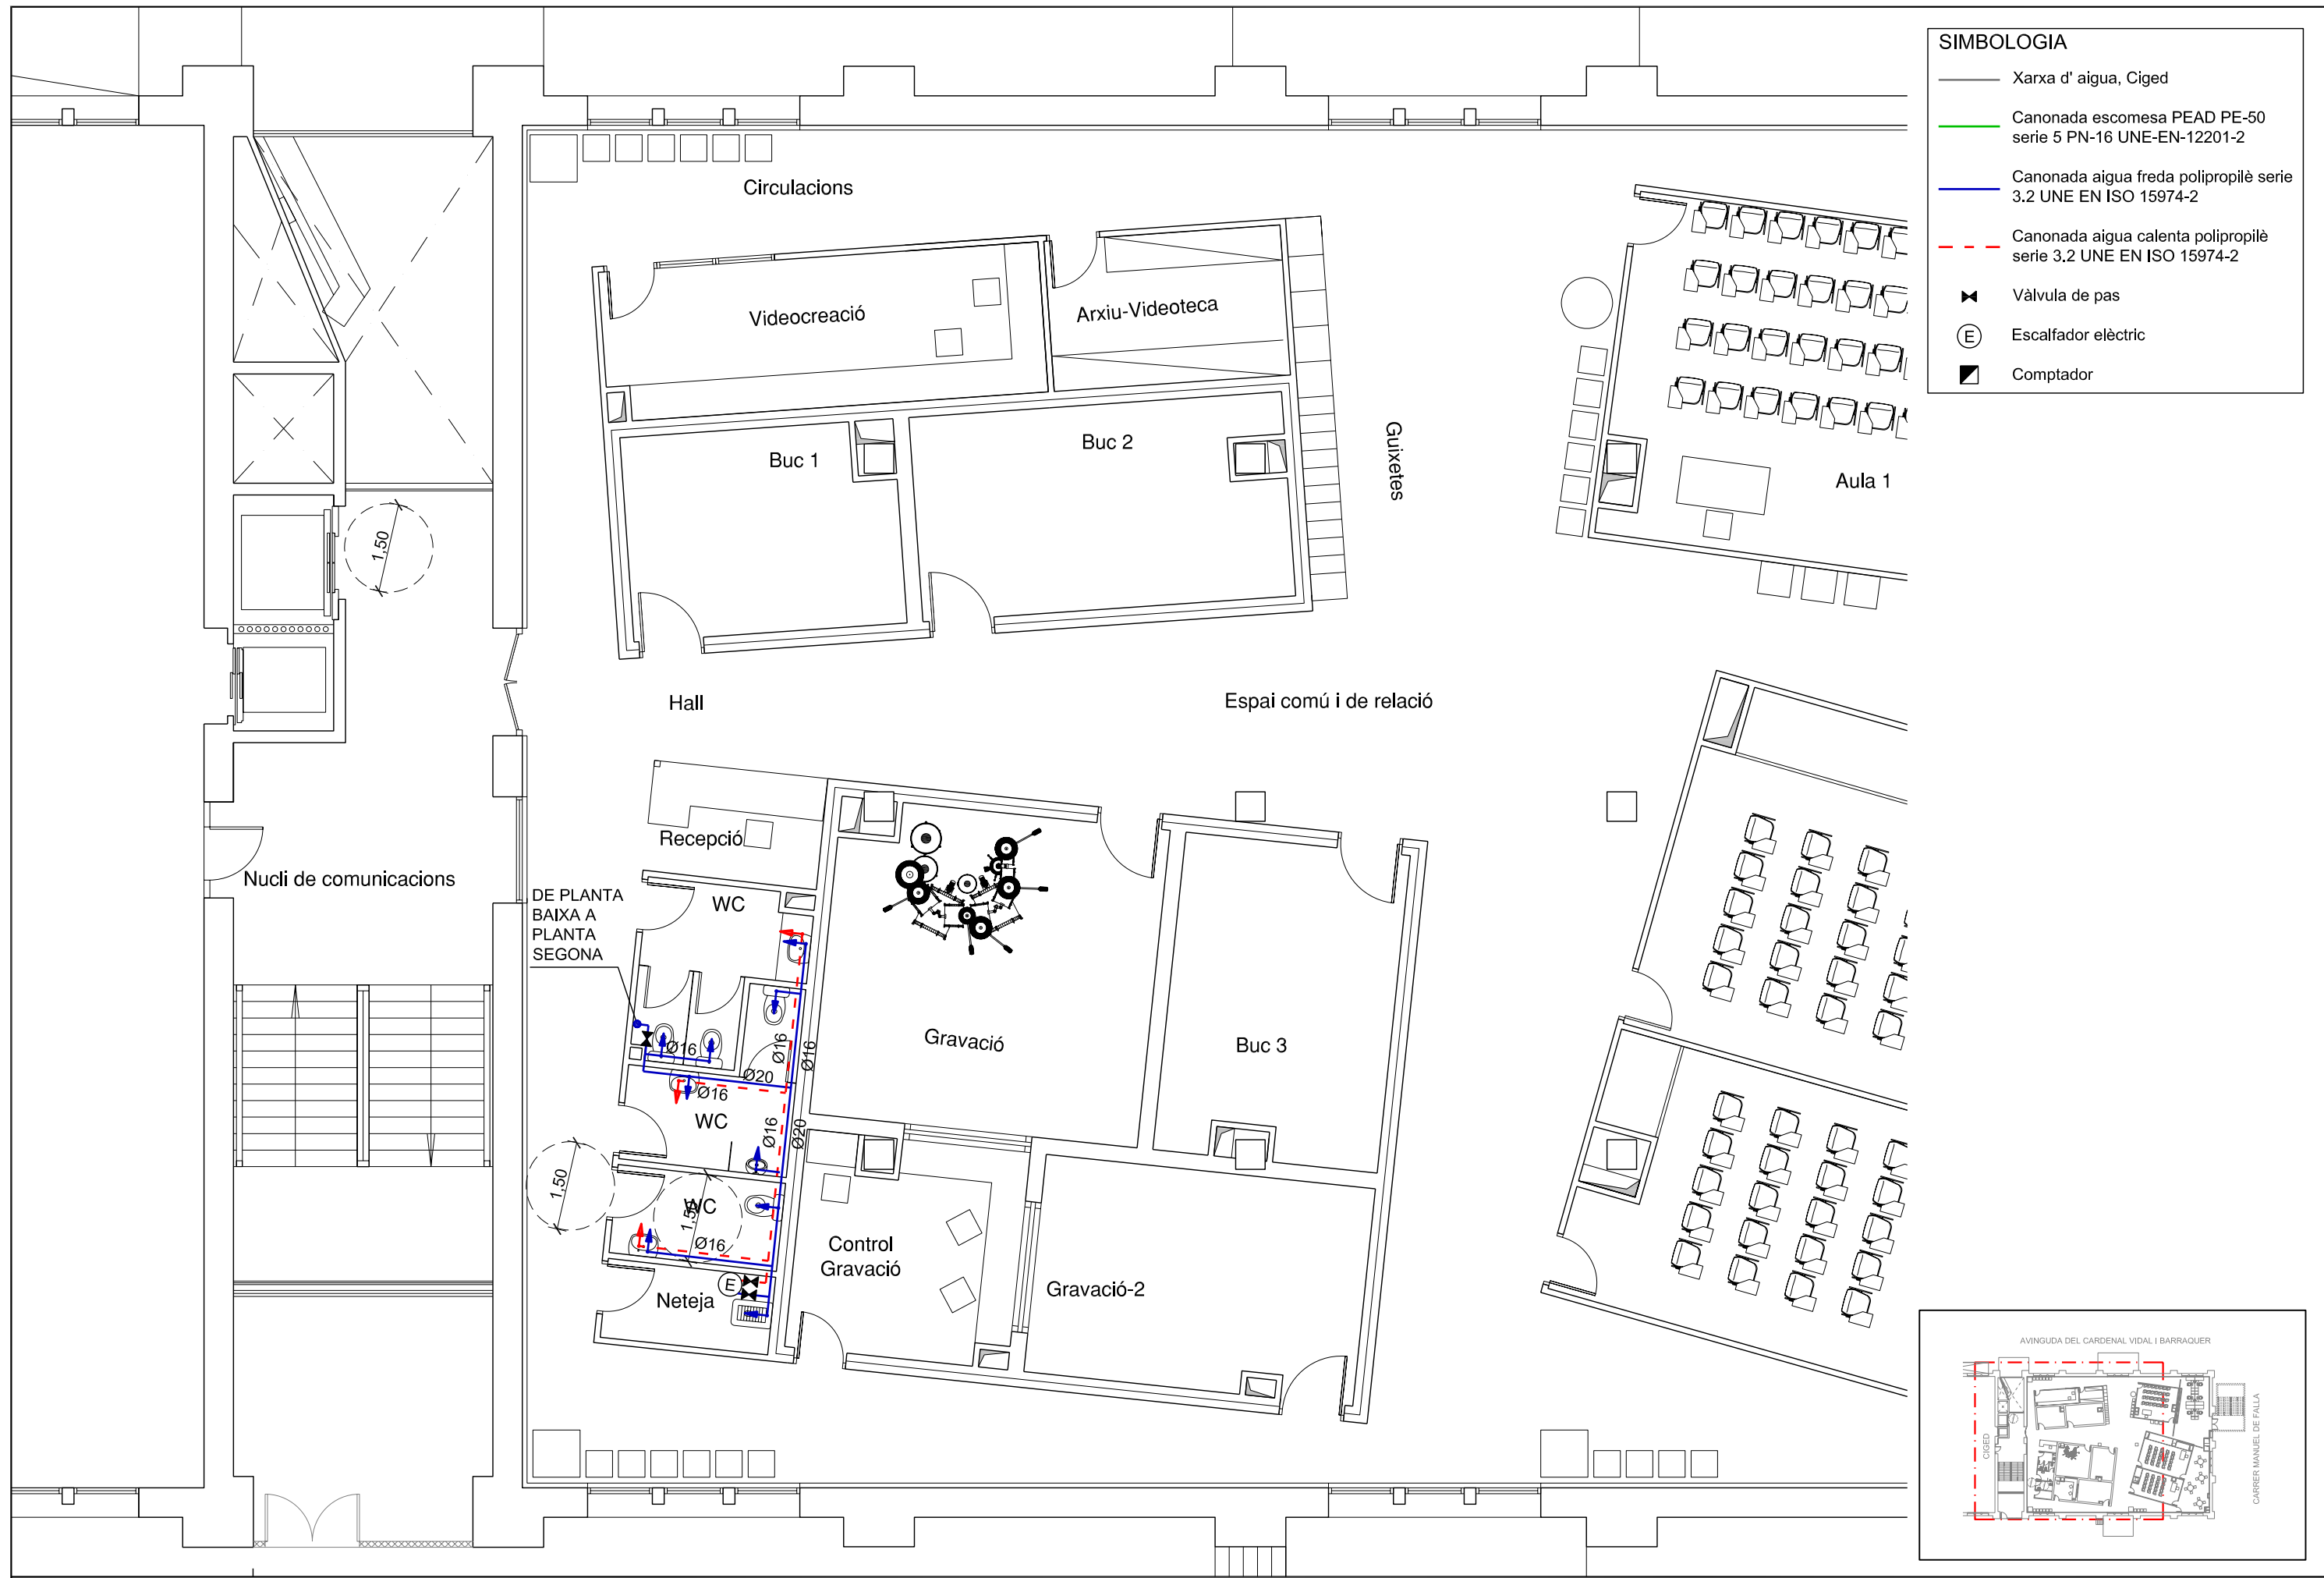 SIMBOLOGIA
Xarxa d' aigua, Ciged
Canonada escomesa PEAD PE-50
serie 5 PN-16 UNE-EN-12201-2
Canonada aigua freda polipropilè serie
3.2 UNE EN ISO 15974-2
Canonada aigua calenta polipropilè
serie 3.2 UNE EN ISO 15974-2
Vàlvula de pas
E
Escalfador elèctric
Comptador
Circulacions
Videocreació
Arxiu-Videoteca
Buc 1
Buc 2
Guixetes
Aula 1
1,50
Hall
Espai comú i de relació
Recepció
Nucli de comunicacions
DE PLANTA
BAIXA A
PLANTA
SEGONA
WC
Gravació
Buc 3
Ø16
Ø16
Ø16
Ø20
Ø16
WC
Ø16
Ø20
1,50
WC
1,50
Ø16
E
Neteja
Control
Gravació
Gravació-2
AVINGUDA DEL CARDENAL VIDAL I BARRAQUER
CIGED
CARRER MANUEL DE FALLA